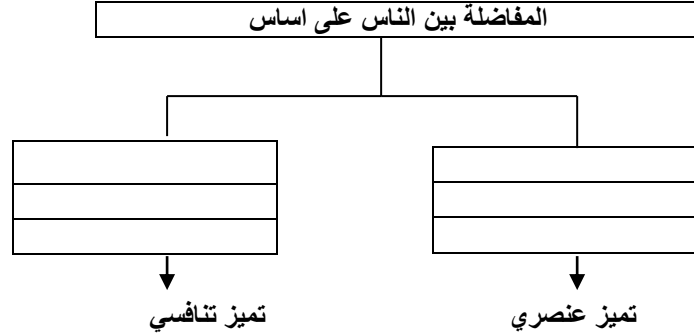 المفاضلة بين الناس على اساس
تميز عنصري
تميز تنافسي